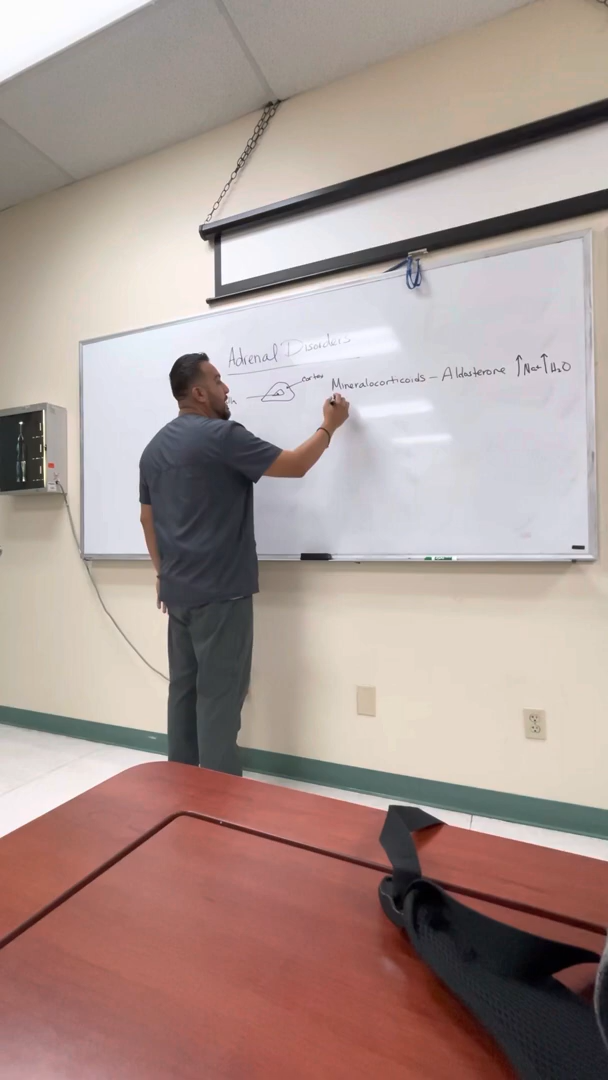 Adrenal Disorders
cortex
Mineralocorticoids - Aldosterone ↑Na+↑H₂O